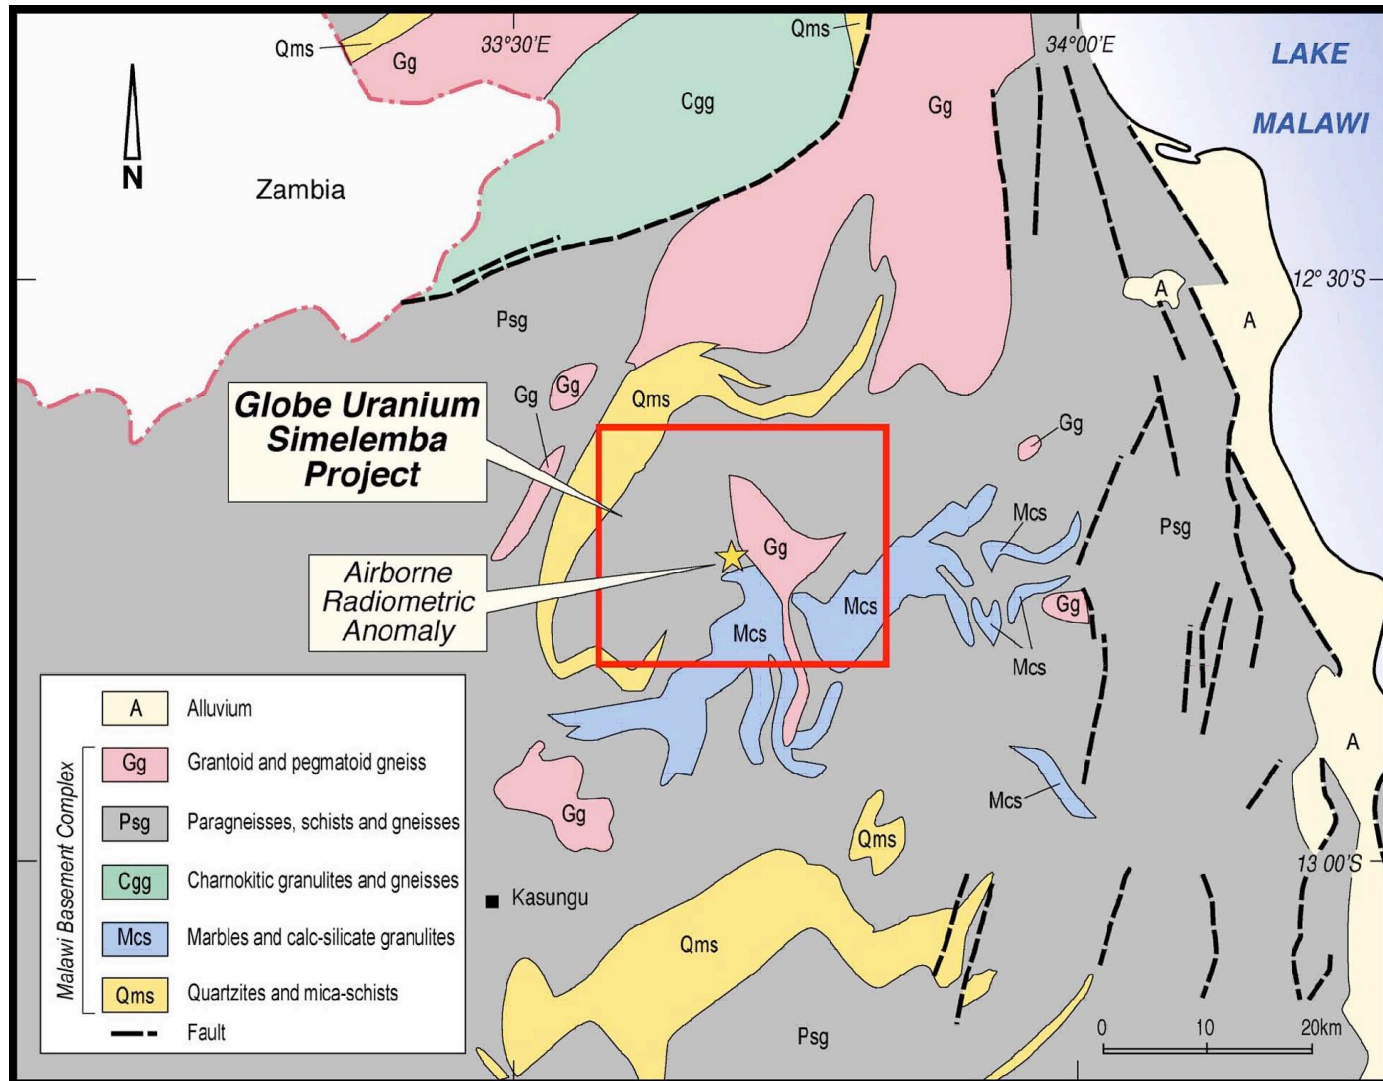 Qms
Gg
33°30'E
Qms
34°00'E
LAKE
MALAWI
Cgg
Gg
N
Zambia
12° 30'S
A
A
Psg
Gg
Gg
Qms
Globe Uranium
Simelemba
Project
Gg
Mcs
Psg
Gg
Airborne
Radiometric
Anomaly
Mcs
Gg
Mcs
Mcs
A
Alluvium
A
Malawi Basement Complex
Gg
Grantoid and pegmatoid gneiss
Mcs
Psg
Paragneisses, schists and gneisses
Gg
Qms
Cgg
Charnokitic granulites and gneisses
13 00'S
Kasungu
Mcs
Marbles and calc-silicate granulites
Qms
Qms
Quartzites and mica-schists
Fault
Psg
0 10 20km